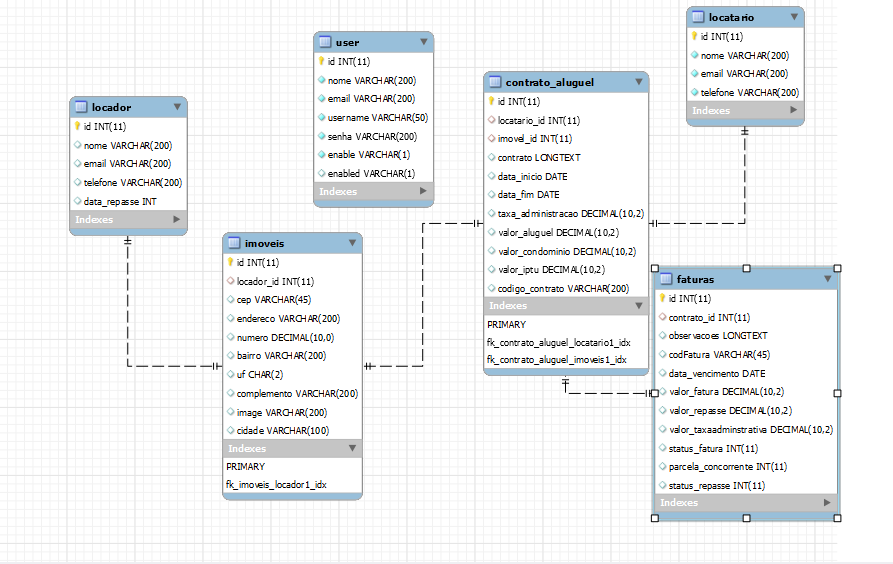 locador
id INT(11)
nome VARCHAR(200)
email VARCHAR(200)
telefone VARCHAR(200)
data_repasse INT
Indexes
user
id INT(11)
nome VARCHAR(200)
email VARCHAR(200)
username VARCHAR(50)
senha VARCHAR(200)
enable VARCHAR(1)
enabled VARCHAR(1)
Indexes
imoveis
id INT(11)
locador_id INT(11)
cep VARCHAR(45)
endereco VARCHAR(200)
numero DECIMAL(10,0)
bairro VARCHAR(200)
uf CHAR(2)
complemento VARCHAR(200)
image VARCHAR(200)
cidade VARCHAR(100)
Indexes
PRIMARY
fk_imoveis_locador1_idx
contrato_aluguel
id INT(11)
locatario_id INT(11)
imovel_id INT(11)
contrato LONGTEXT
data_inicio DATE
data_fim DATE
taxa_administracao DECIMAL(10,2)
valor_aluguel DECIMAL(10,2)
valor_condominio DECIMAL(10,2)
valor_iptu DECIMAL(10,2)
codigo_contrato VARCHAR(200)
Indexes
PRIMARY
fk_contrato_aluguel_locatario1_idx
fk_contrato_aluguel_imoveis1_idx
locatario
id INT(11)
nome VARCHAR(200)
email VARCHAR(200)
telefone VARCHAR(200)
Indexes
faturas
id INT(11)
contrato_id INT(11)
observacoes LONGTEXT
codFatura VARCHAR(45)
data_vencimento DATE
valor_fatura DECIMAL(10,2)
valor_repasse DECIMAL(10,2)
valor_taxaadminstrativa DECIMAL(10,2)
status_fatura INT(11)
parcela_concorrente INT(11)
status_repasse INT(11)
Indexes